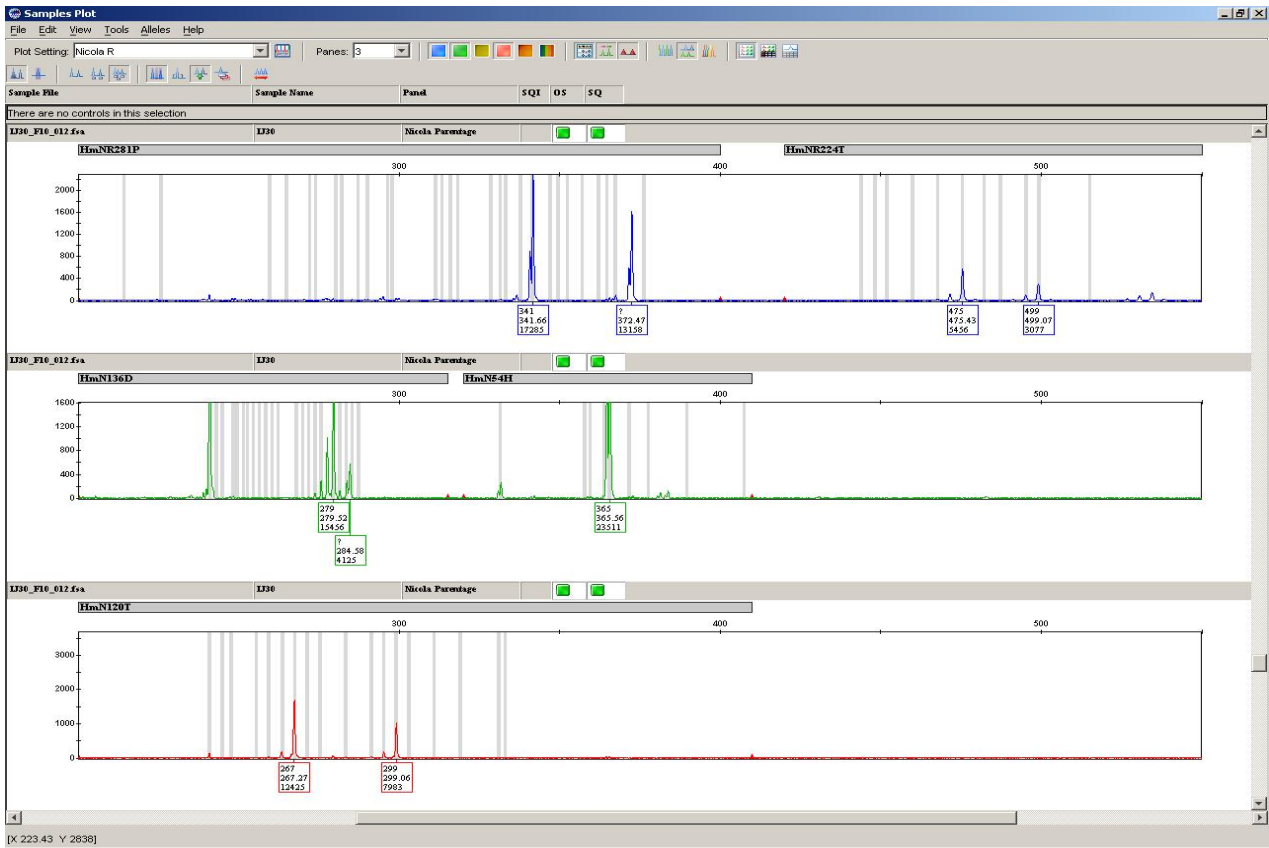 Samples Plot
File Edit View Tools Alleles Help
Plot Setting: Nicola R Panes: 3
Sample File Sample Name Panel SQI OS SQ
There are no controls in this selection
IJ30_F10_012.fsa IJ30 Nicola Parentage
HmNR281P HmNR224T
300 400 500
2000
1600
1200
800
400
0
341 ? 475 499
341.66 372.47 475.43 499.07
17285 13158 5456 3077
IJ30_F10_012.fsa IJ30 Nicola Parentage
HmN136D HmN54H
300 400 500
1600
1200
800
400
0
279 365
279.52 365.56
15456 23511
?
284.58
4125
IJ30_F10_012.fsa IJ30 Nicola Parentage
HmN120T
300 400 500
3000
2000
1000
0
267 299
267.27 299.06
12425 7983
[X 223.43 Y 2838]